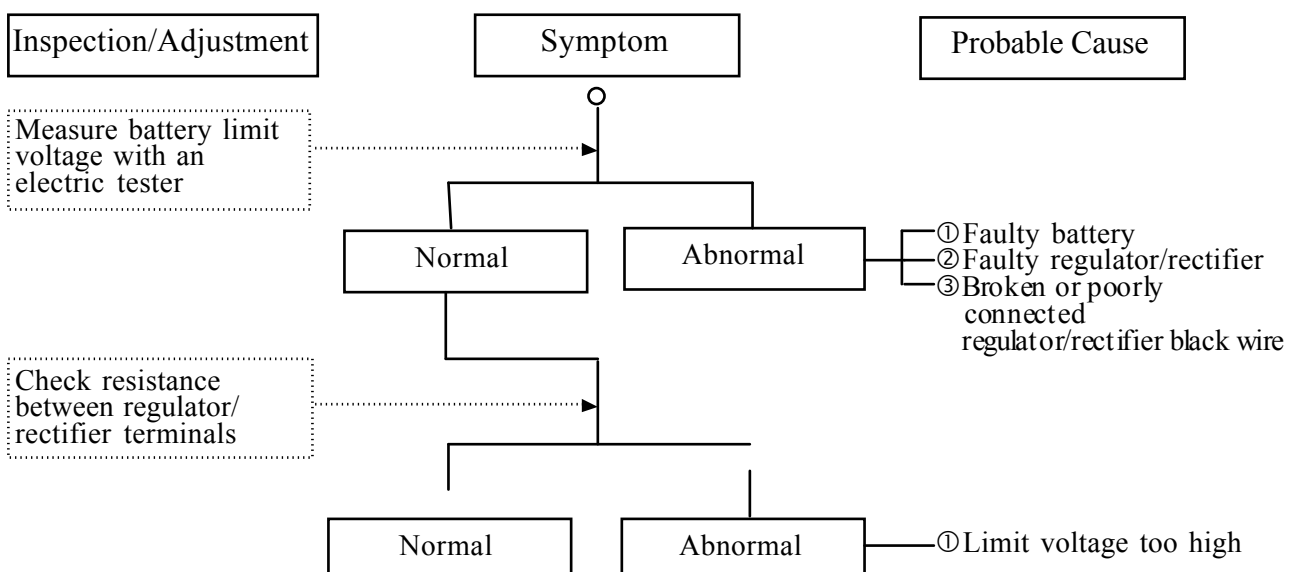 Inspection/Adjustment
Symptom
Probable Cause
Measure battery limit
voltage with an
electric tester
Normal
Abnormal
①Faulty battery
②Faulty regulator/rectifier
③Broken or poorly
connected
regulator/rectifier black wire
Check resistance
between regulator/
rectifier terminals
Normal
Abnormal
①Limit voltage too high